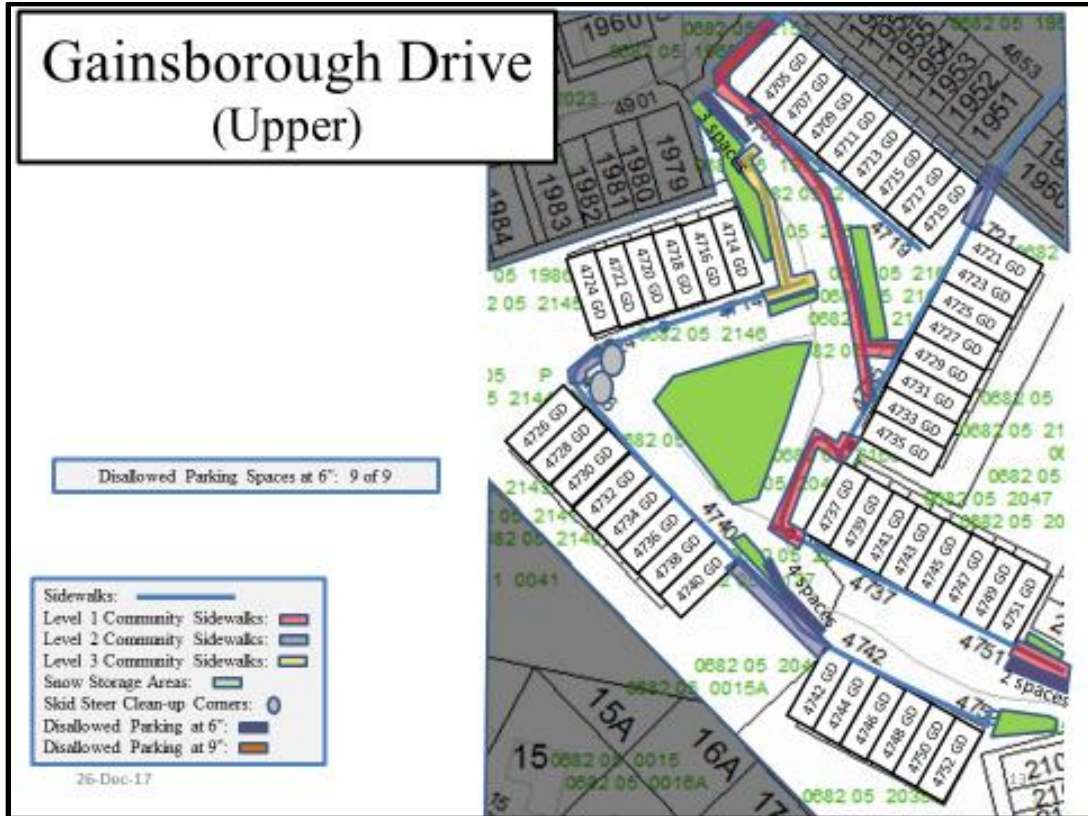 Gainsborough Drive
(Upper)
Disallowed Parking Spaces at 6": 9 of 9
Sidewalks:
Level 1 Community Sidewalks:
Level 2 Community Sidewalks:
Level 3 Community Sidewalks:
Snow Storage Areas:
Skid Steer Clean-up Corners:
Disallowed Parking at 6":
Disallowed Parking at 9":
26-Dec-17
1960
4901
1979
1980
1981
1982
1983
1984
4653
1951
1952
1953
1954
3 spaces
4705 GD
4707 GD
4709 GD
4711 GD
4713 GD
4715 GD
4717 GD
4719 GD
4719
4714 GD
4716 GD
4718 GD
4720 GD
4722 GD
4724 GD
4721 GD
4723 GD
4725 GD
4727 GD
4729 GD
4731 GD
4733 GD
4735 GD
0682 05 2146
4726 GD
4728 GD
4730 GD
4732 GD
4734 GD
4736 GD
4738 GD
4740 GD
4740
4 spaces
4737 GD
4739 GD
4741 GD
4743 GD
4745 GD
4747 GD
4749 GD
4751 GD
4737
4751
2 spaces
4742
4742 GD
4744 GD
4746 GD
4748 GD
4750 GD
4752 GD
0682 05 0015A
15A
16A
15
0682 05 0015
0682 05 0016A
17
15